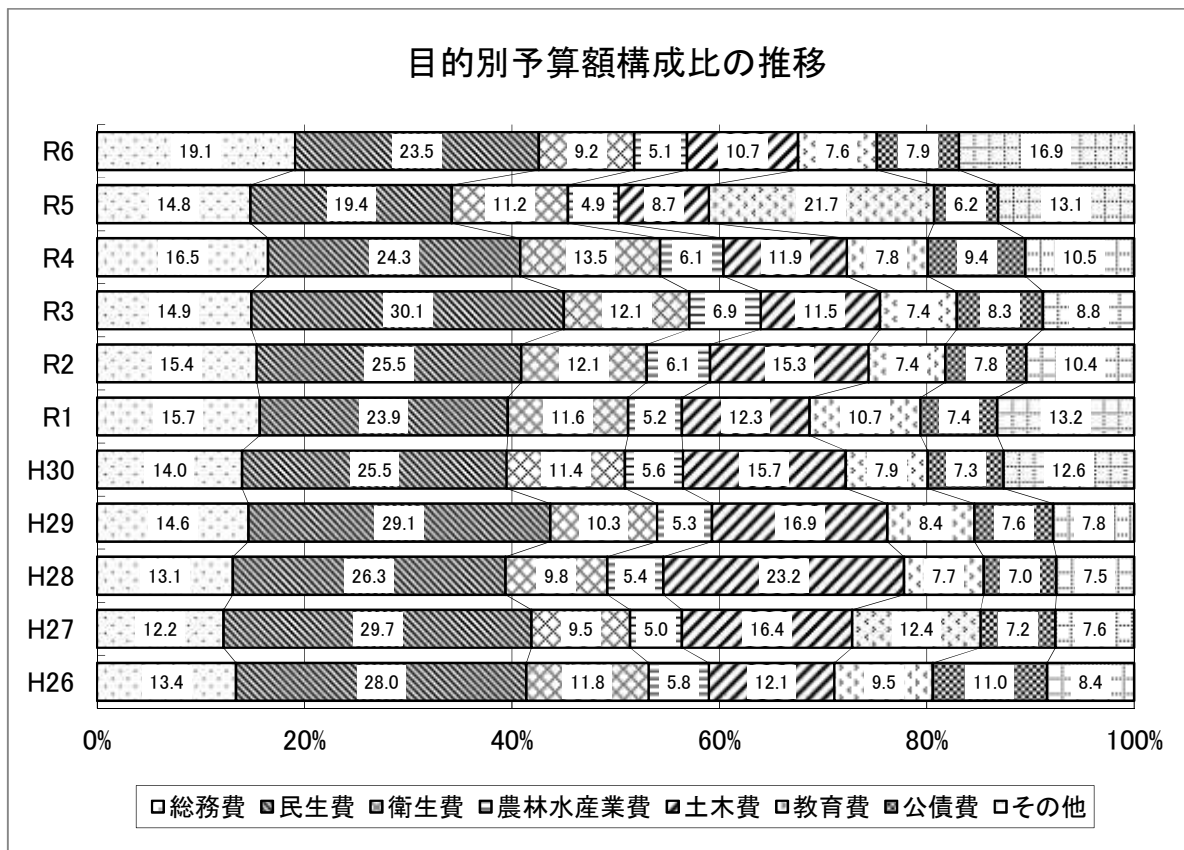 目的別予算額構成比の推移
R6 19.1 23.5 9.2 5.1 10.7 7.6 7.9 16.9
R5 14.8 19.4 11.2 4.9 8.7 21.7 6.2 13.1
R4 16.5 24.3 13.5 6.1 11.9 7.8 9.4 10.5
R3 14.9 30.1 12.1 6.9 11.5 7.4 8.3 8.8
R2 15.4 25.5 12.1 6.1 15.3 7.4 7.8 10.4
R1 15.7 23.9 11.6 5.2 12.3 10.7 7.4 13.2
H30 14.0 25.5 11.4 5.6 15.7 7.9 7.3 12.6
H29 14.6 29.1 10.3 5.3 16.9 8.4 7.6 7.8
H28 13.1 26.3 9.8 5.4 23.2 7.7 7.0 7.5
H27 12.2 29.7 9.5 5.0 16.4 12.4 7.2 7.6
H26 13.4 28.0 11.8 5.8 12.1 9.5 11.0 8.4
0% 20% 40% 60% 80% 100%
総務費 民生費 衛生費 農林水産業費 土木費 教育費 公債費 その他